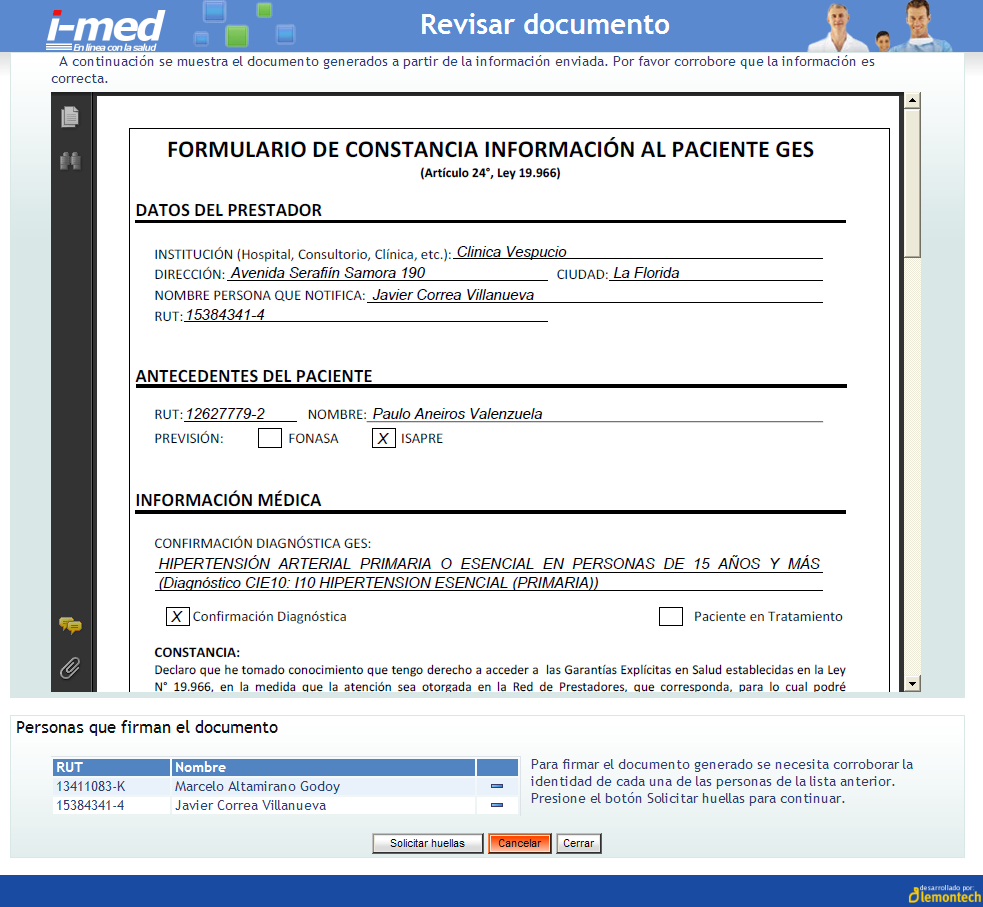 i-med
En línea con la salud
Revisar documento
A continuación se muestra el documento generados a partir de la información enviada. Por favor corrobore que la información es
correcta.
FORMULARIO DE CONSTANCIA INFORMACIÓN AL PACIENTE GES
(Artículo 24°, Ley 19.966)
DATOS DEL PRESTADOR
INSTITUCIÓN (Hospital, Consultorio, Clínica, etc.): Clinica Vespucio
DIRECCIÓN: Avenida Serafiín Samora 190 CIUDAD: La Florida
NOMBRE PERSONA QUE NOTIFICA: Javier Correa Villanueva
RUT: 15384341-4
ANTECEDENTES DEL PACIENTE
RUT: 12627779-2 NOMBRE: Paulo Aneiros Valenzuela
PREVISIÓN: FONASA X ISAPRE
INFORMACIÓN MÉDICA
CONFIRMACIÓN DIAGNÓSTICA GES:
HIPERTENSIÓN ARTERIAL PRIMARIA O ESENCIAL EN PERSONAS DE 15 AÑOS Y MÁS
(Diagnóstico CIE10: I10 HIPERTENSION ESENCIAL (PRIMARIA))
X Confirmación Diagnóstica Paciente en Tratamiento
CONSTANCIA:
Declaro que he tomado conocimiento que tengo derecho a acceder a las Garantías Explícitas en Salud establecidas en la Ley
N° 19.966, en la medida que la atención sea otorgada en la Red de Prestadores, que corresponda, para lo cual podré
Personas que firman el documento
RUT Nombre
13411083-K Marcelo Altamirano Godoy
15384341-4 Javier Correa Villanueva
Para firmar el documento generado se necesita corroborar la
identidad de cada una de las personas de la lista anterior.
Presione el botón Solicitar huellas para continuar.
Solicitar huellas Cancelar Cerrar
desarrollado por:
lemontech